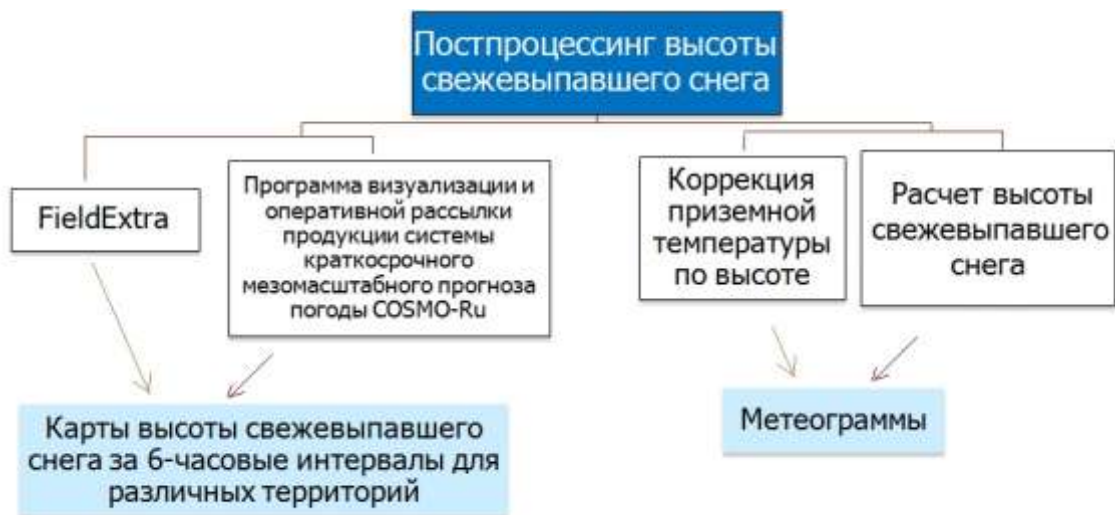 Постпроцессинг высоты
свежевыпавшего снега
FieldExtra
Программа визуализации и
оперативной рассылки
продукции системы
краткосрочного
мезомасштабного прогноза
погоды COSMO-Ru
Коррекция
приземной
температуры
по высоте
Расчет высоты
свежевыпавшего
снега
Карты высоты свежевыпавшего
снега за 6-часовые интервалы для
различных территорий
Метеограммы